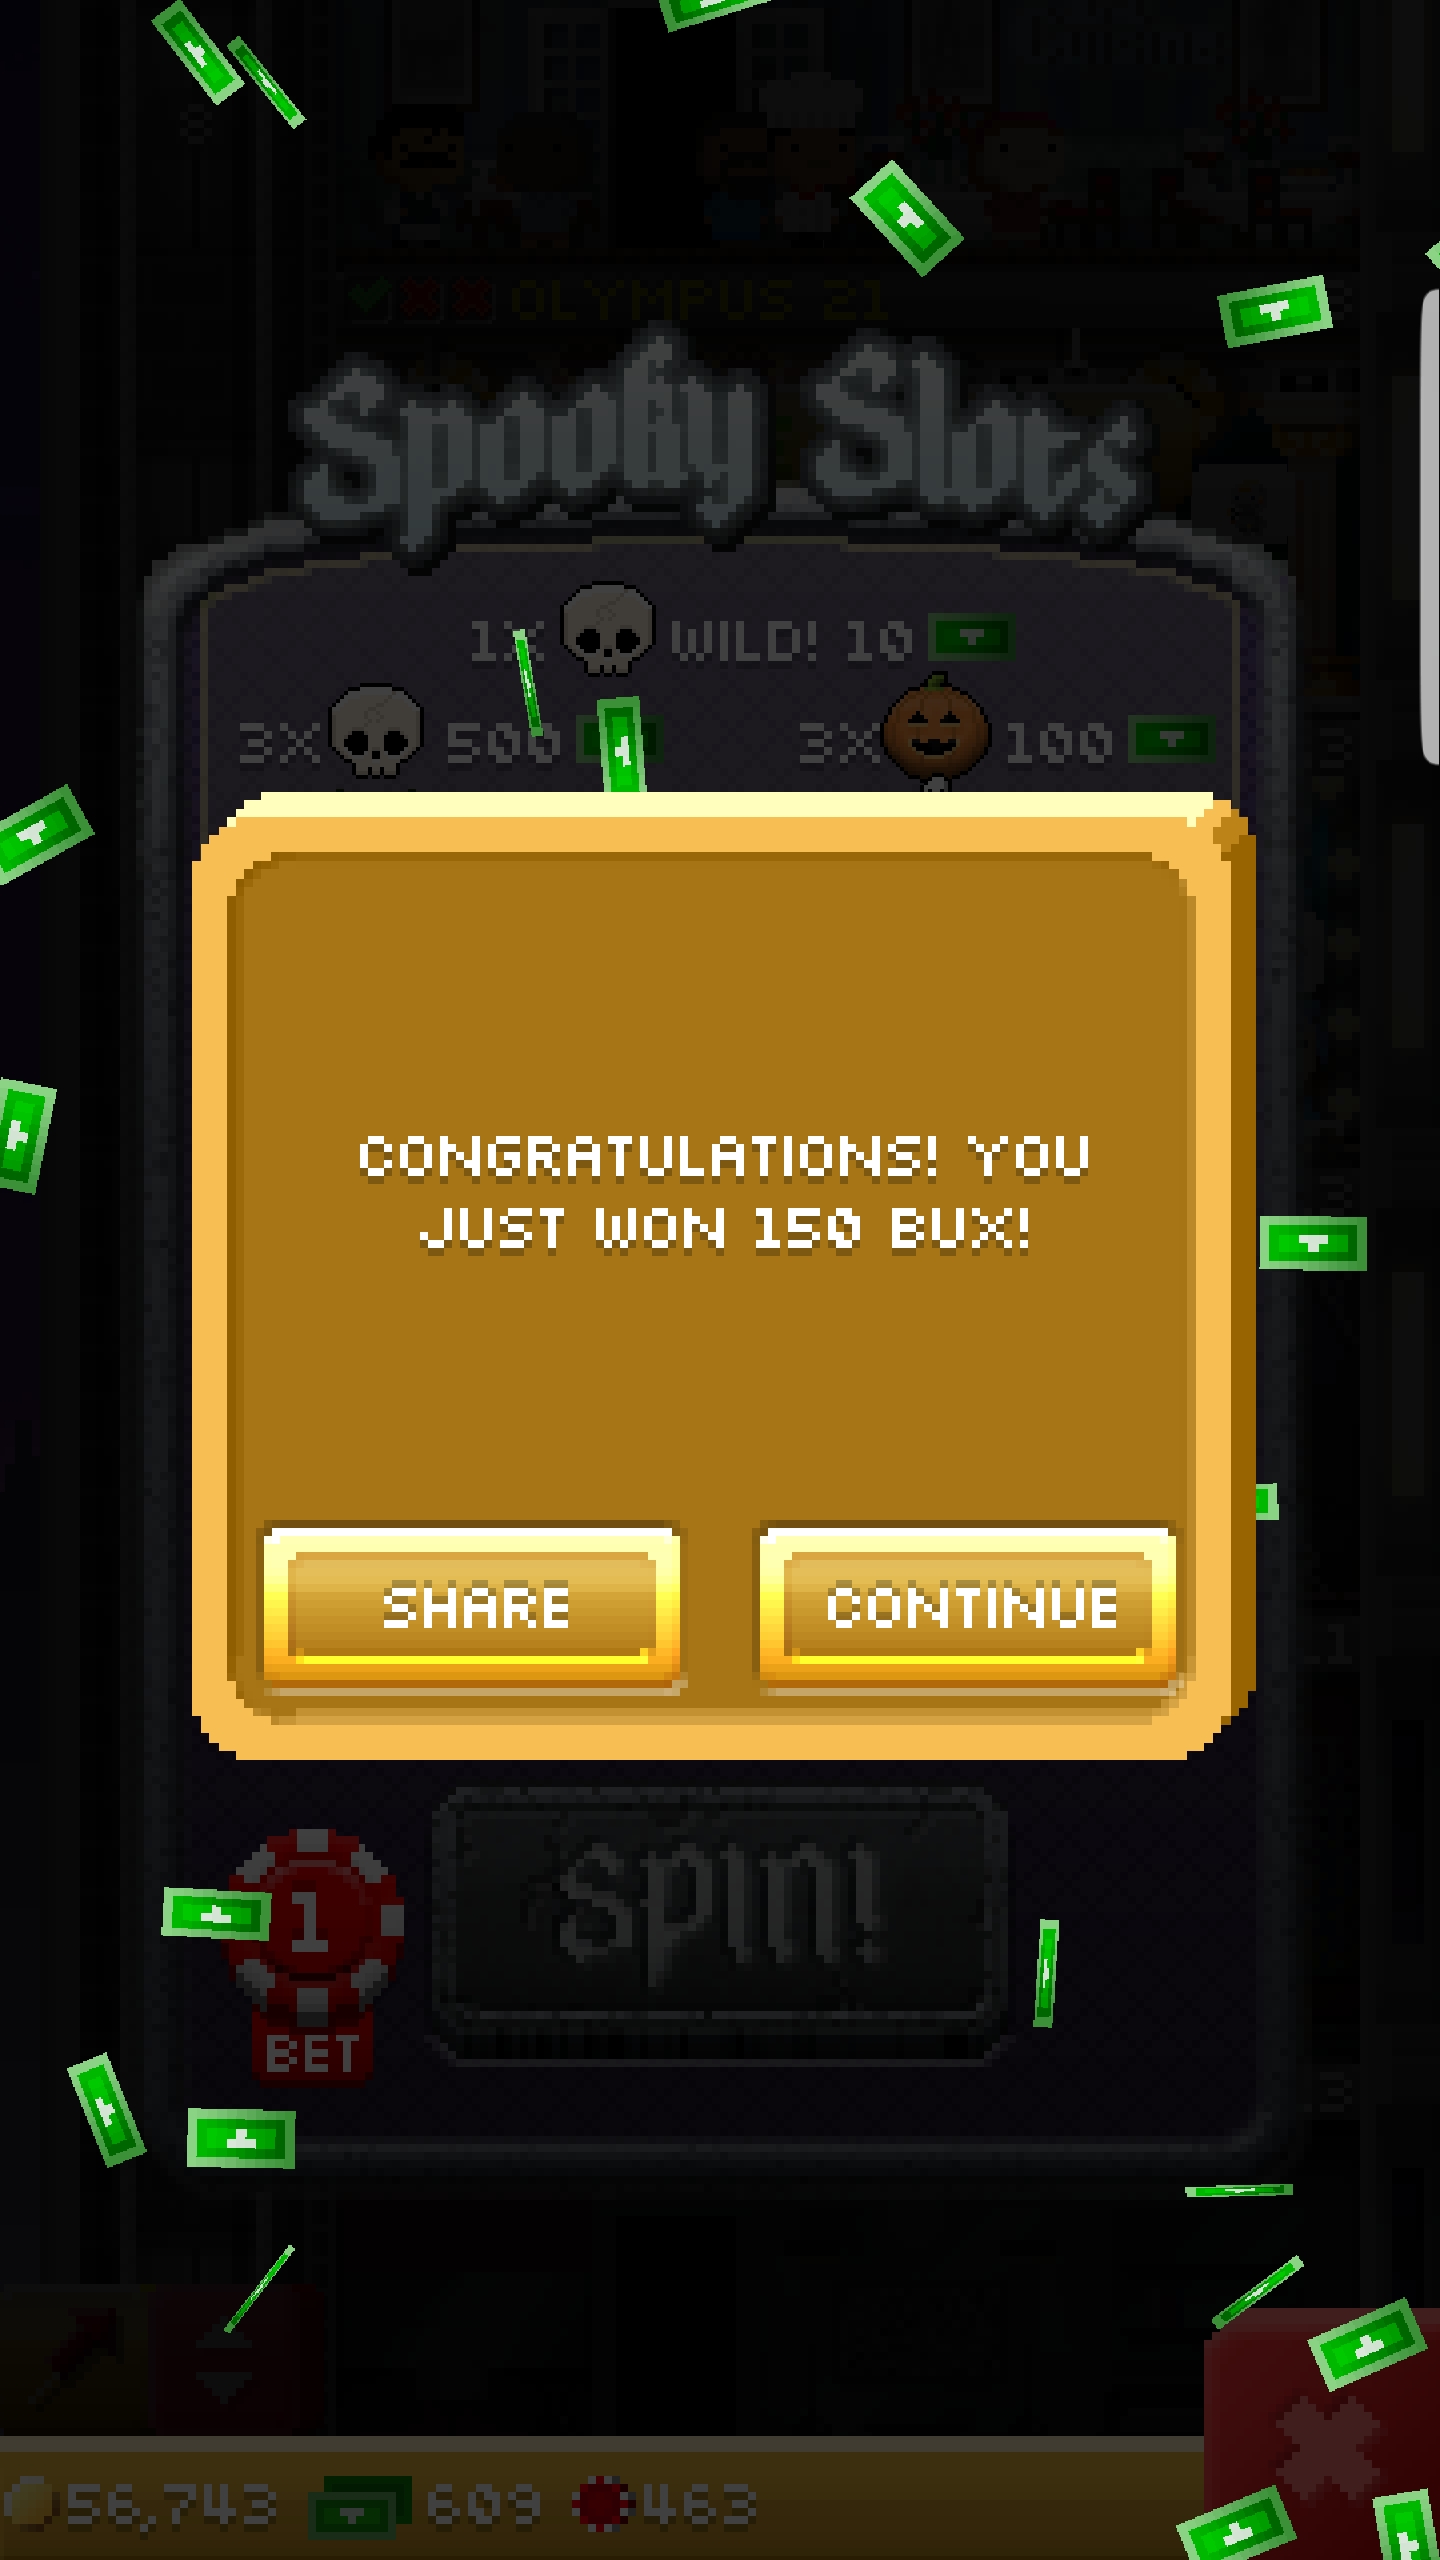 OLYMPUS 21
Spooky Slots
1X WILD! 10
3X 500 3X 100
CONGRATULATIONS! YOU
JUST WON 150 BUX!
SHARE CONTINUE
1 SPIN!
BET
56,743 609 463